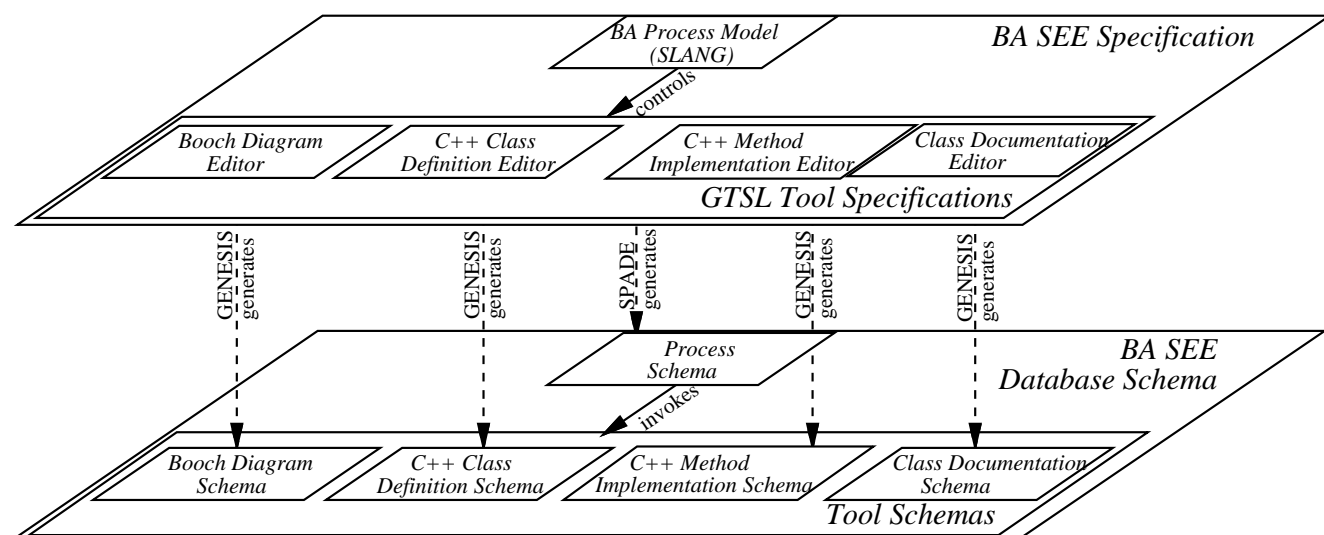 BA Process Model
(SLANG)
BA SEE Specification
controls
Booch Diagram
Editor
C++ Class
Definition Editor
C++ Method
Implementation Editor
Class Documentation
Editor
GTSL Tool Specifications
GENESIS
generates
GENESIS
generates
SPADE
generates
GENESIS
generates
GENESIS
generates
Process
Schema
BA SEE
Database Schema
invokes
Booch Diagram
Schema
C++ Class
Definition Schema
C++ Method
Implementation Schema
Class Documentation
Schema
Tool Schemas